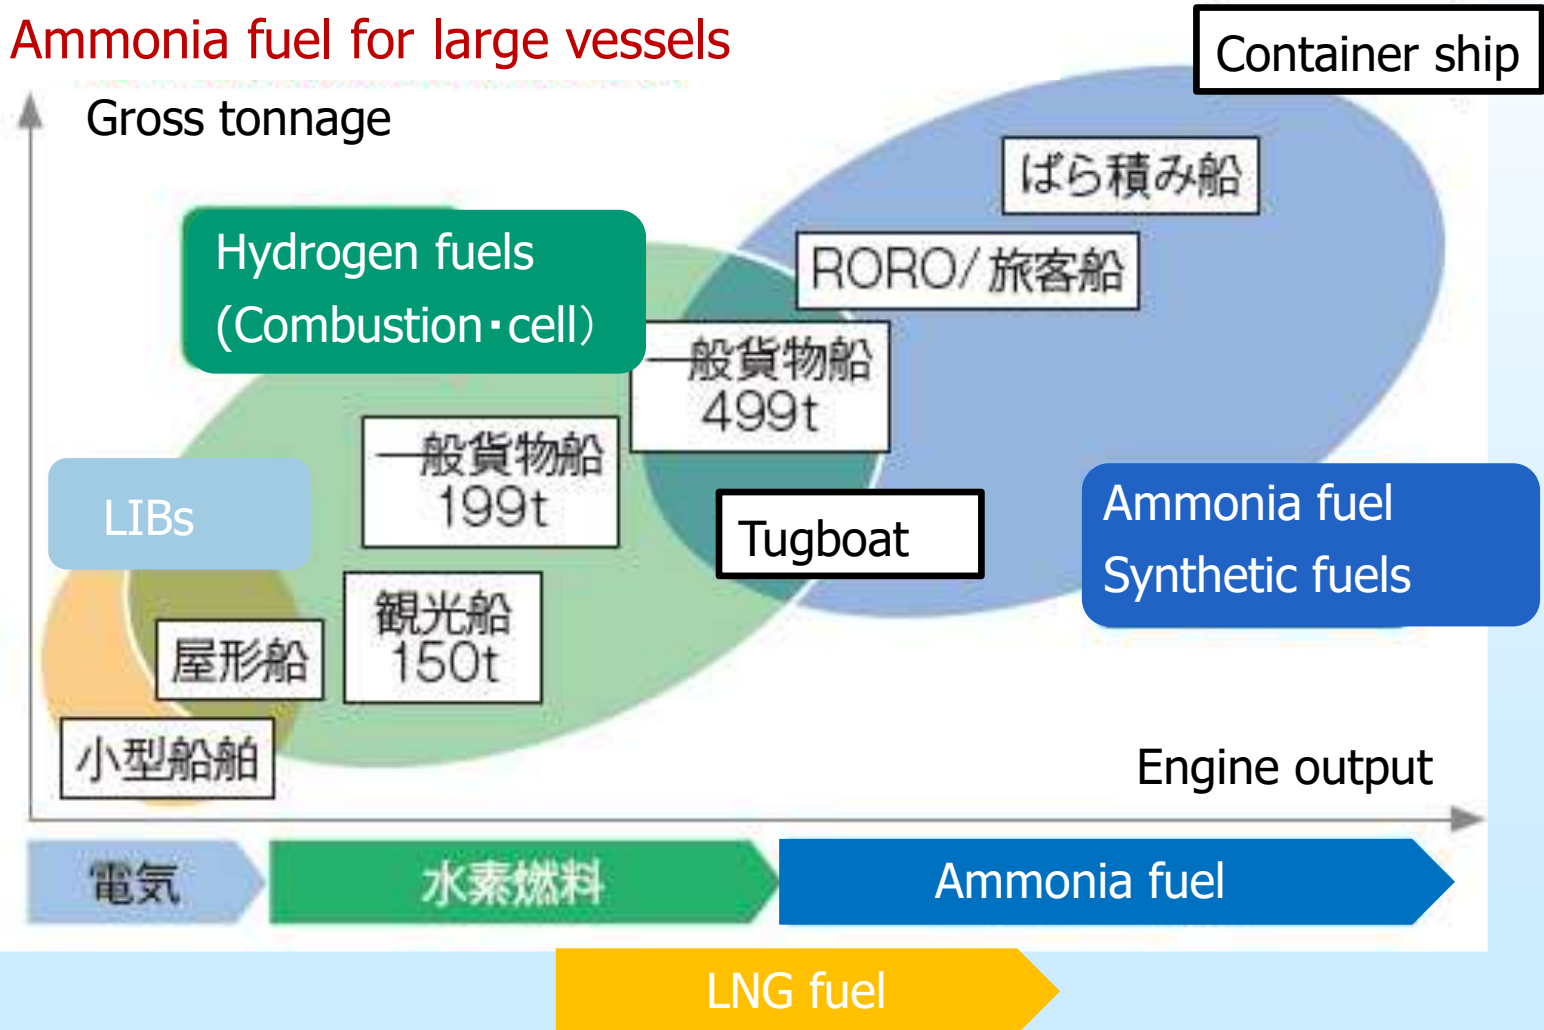 Ammonia fuel for large vessels
Container ship
Gross tonnage
ばら積み船
Hydrogen fuels
(Combustion・cell）
RORO/旅客船
一般貨物船
499t
一般貨物船
199t
LIBs
Tugboat
Ammonia fuel
Synthetic fuels
観光船
150t
屋形船
小型船舶
Engine output
電気
水素燃料
Ammonia fuel
LNG fuel